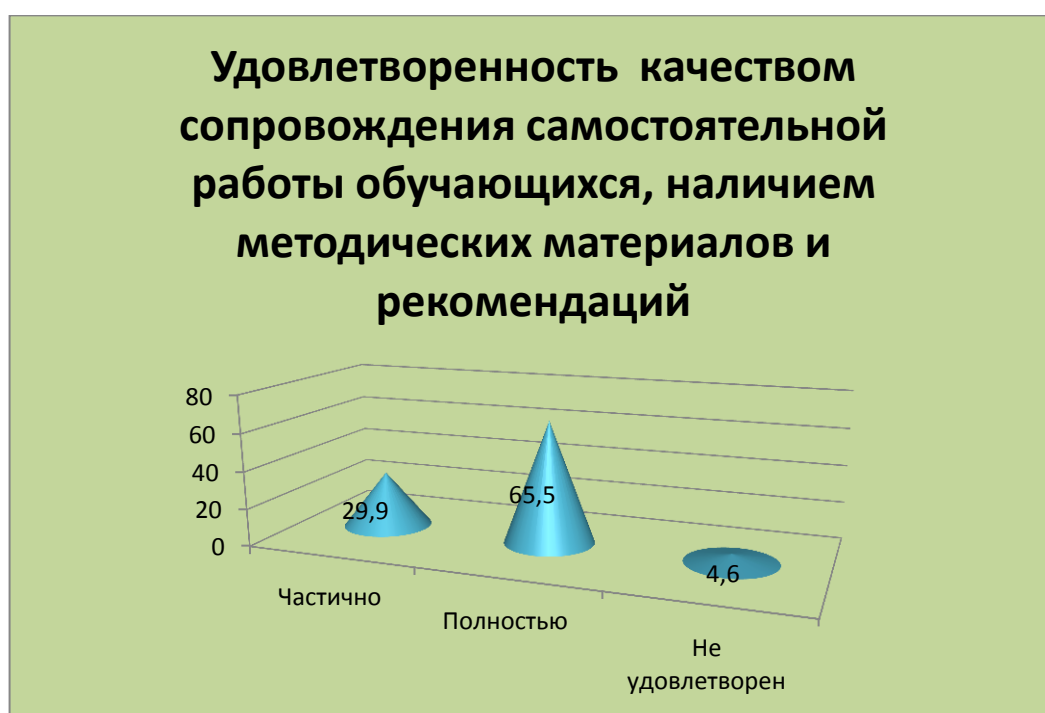 Удовлетворенность качеством
сопровождения самостоятельной
работы обучающихся, наличием
методических материалов и
рекомендаций
80
60
40
20
0
29,9
65,5
4,6
Частично
Полностью
Не
удовлетворен